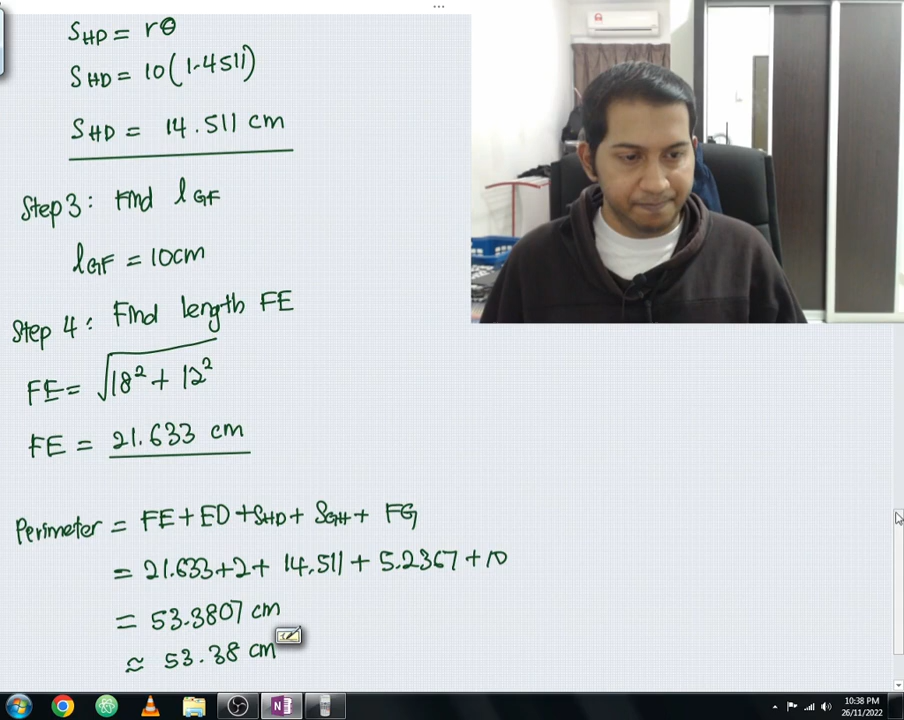 S_HD = rθ
S_HD = 10(1.4511)
S_HD = 14.511 cm
Step 3: Find l_GF
l_GF = 10cm
Step 4: Find length FE
FE = √18² + 12²
FE = 21.633 cm
Perimeter = FE + ED + S_HD + S_GH + FG
= 21.633 + 2 + 14.511 + 5.2367 + 10
= 53.3807 cm
≈ 53.38 cm
10:38 PM
26/11/2022